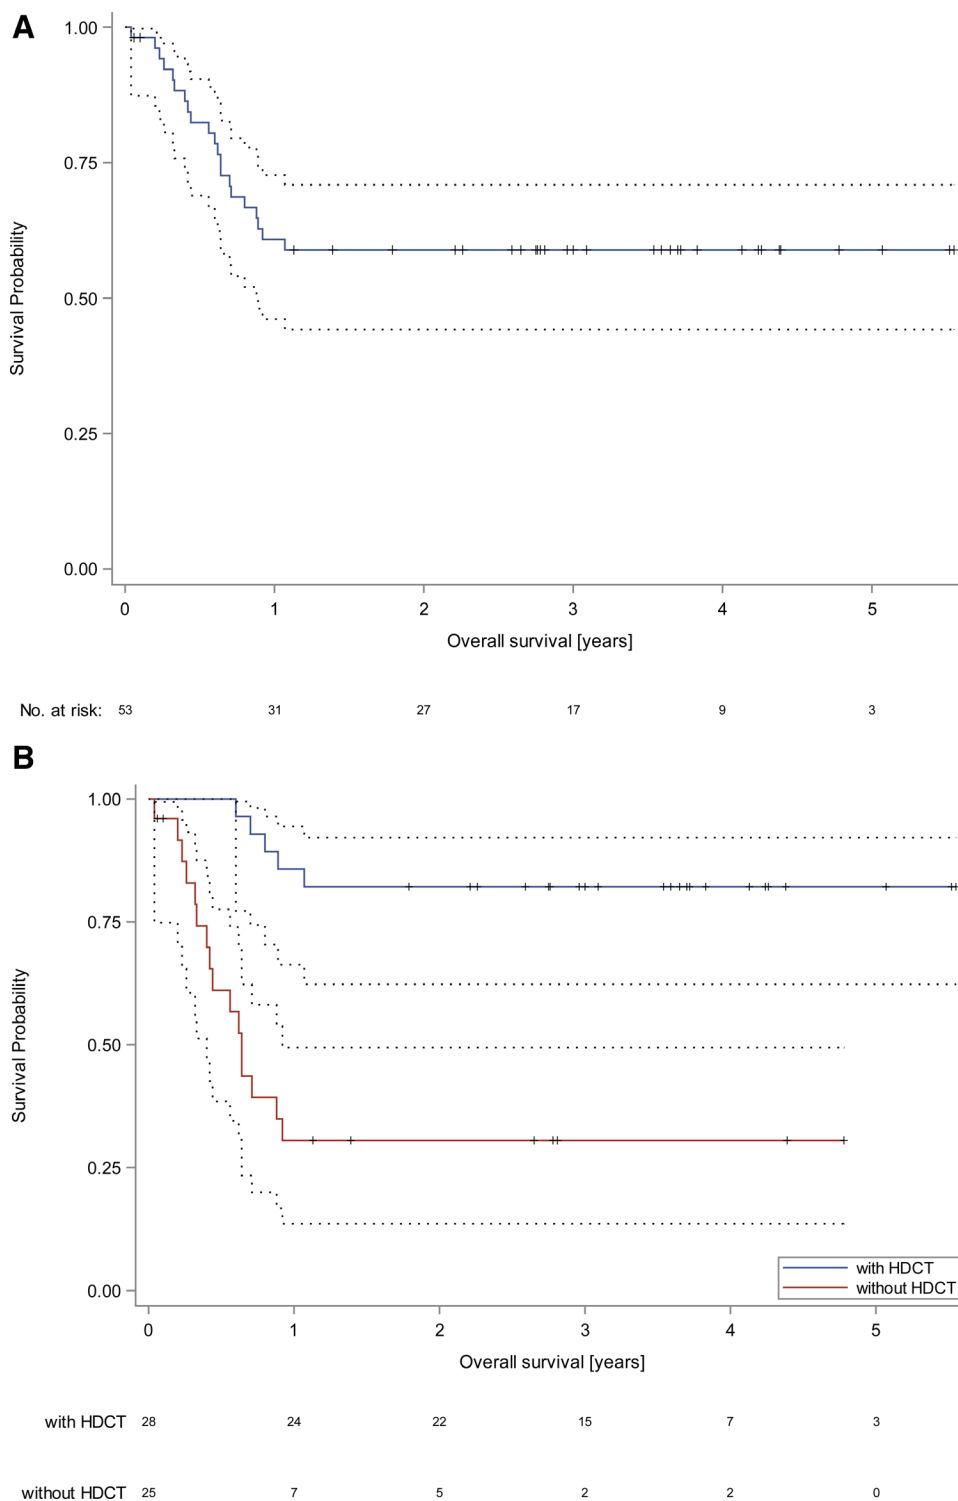 A
1.00
0.75
0.50
0.25
0.00
Survival Probability
0 1 2 3 4 5
Overall survival [years]
No. at risk: 53 31 27 17 9 3
B
1.00
0.75
0.50
0.25
0.00
Survival Probability
with HDCT
without HDCT
0 1 2 3 4 5
Overall survival [years]
with HDCT 28 24 22 15 7 3
without HDCT 25 7 5 2 2 0